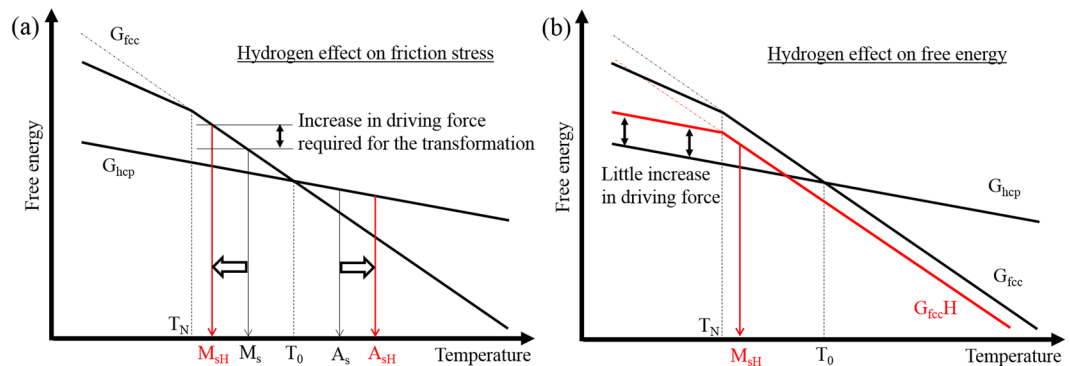 (a)
G_fcc
Hydrogen effect on friction stress
Increase in driving force
required for the transformation
G_hcp
Free energy
T_N
M_sH
M_s
T_0
A_s
A_sH
Temperature
(b)
Hydrogen effect on free energy
Little increase
in driving force
G_hcp
G_fcc
G_fccH
Free energy
T_N
M_sH
T_0
Temperature